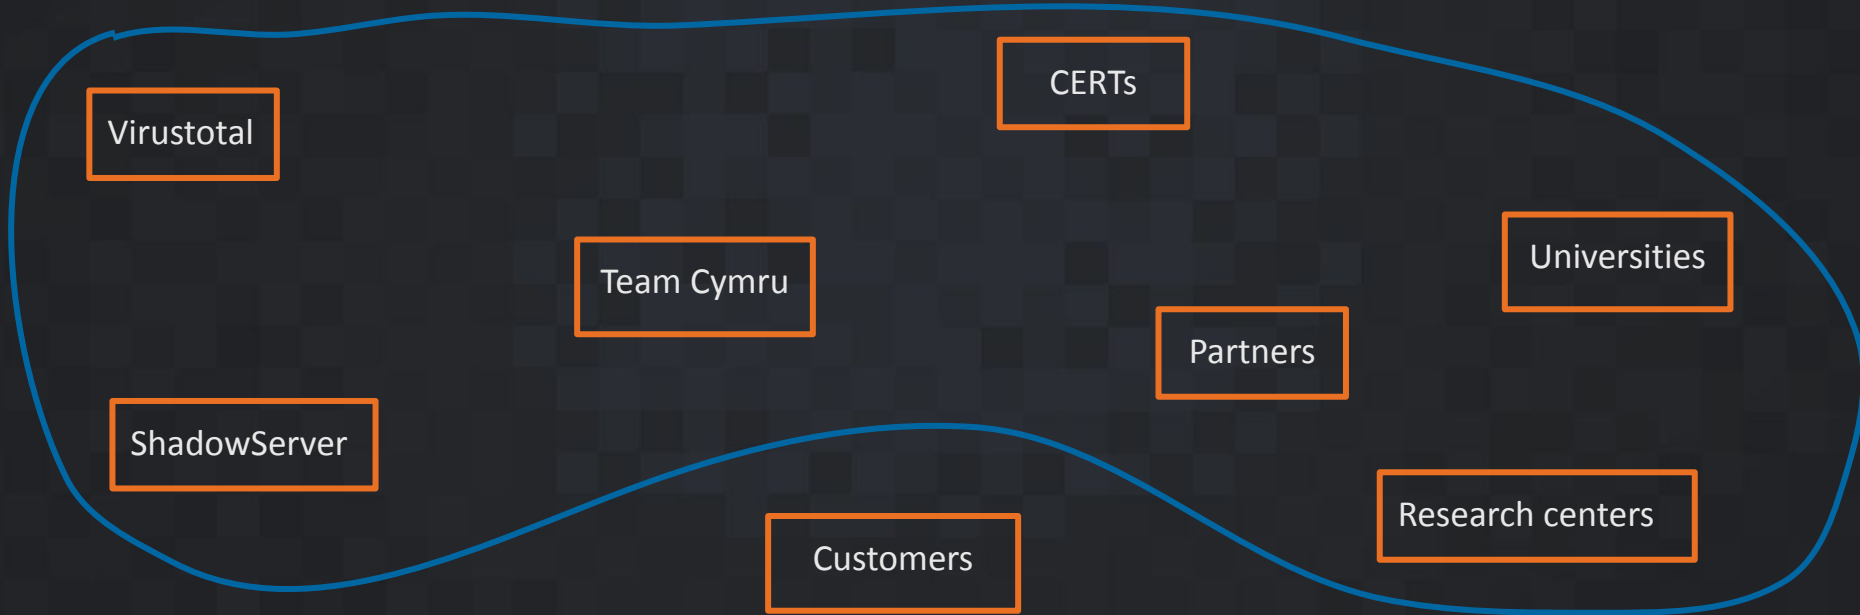 CERTs
Virustotal
Universities
Team Cymru
Partners
ShadowServer
Research centers
Customers